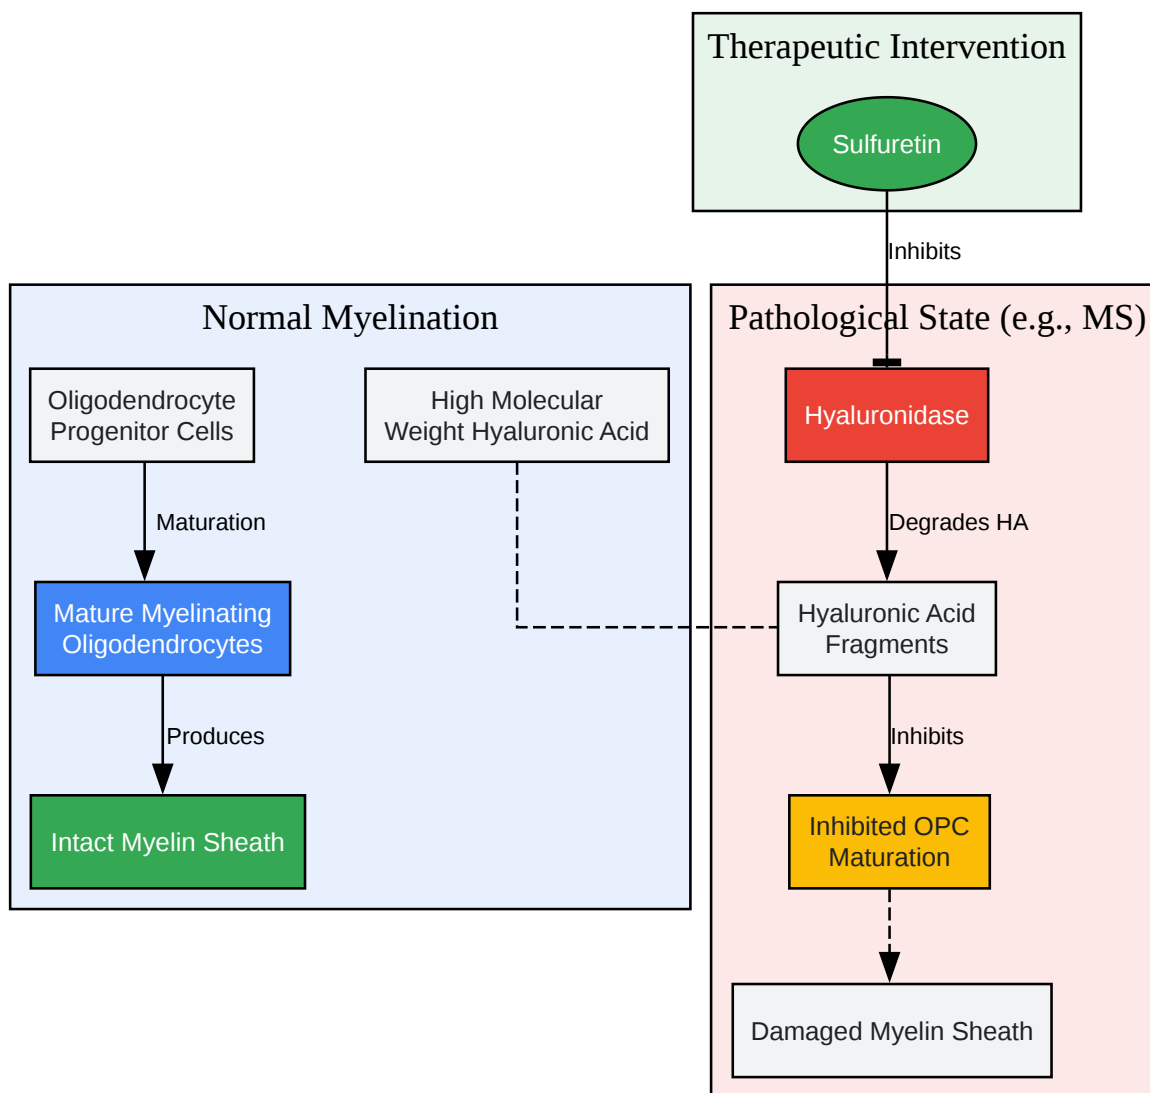 Therapeutic Intervention
Sulfuretin
Inhibits
Normal Myelination
Oligodendrocyte
Progenitor Cells
High Molecular
Weight Hyaluronic Acid
Maturation
Mature Myelinating
Oligodendrocytes
Produces
Intact Myelin Sheath
Pathological State (e.g., MS)
Hyaluronidase
Degrades HA
Hyaluronic Acid
Fragments
Inhibits
Inhibited OPC
Maturation
Damaged Myelin Sheath